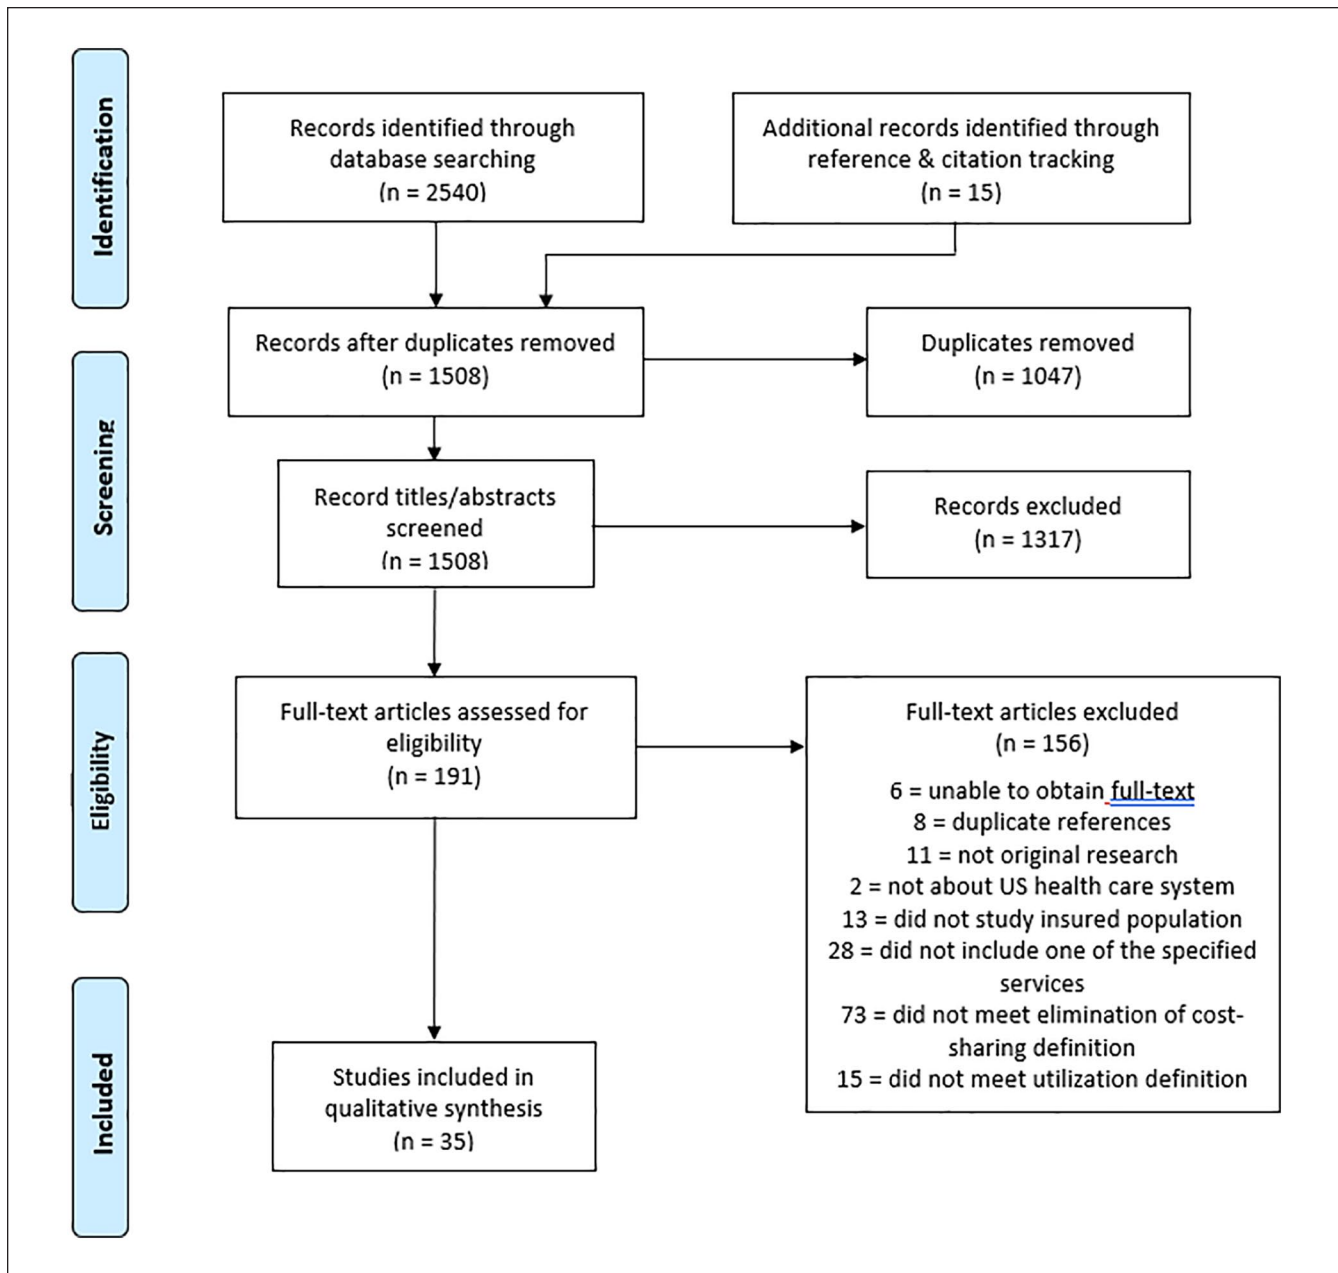 Identification
Records identified through
database searching
(n = 2540)
Additional records identified through
reference & citation tracking
(n = 15)
Screening
Records after duplicates removed
(n = 1508)
Duplicates removed
(n = 1047)
Record titles/abstracts
screened
(n = 1508)
Records excluded
(n = 1317)
Eligibility
Full-text articles assessed for
eligibility
(n = 191)
Full-text articles excluded
(n = 156)
6 = unable to obtain full-text
8 = duplicate references
11 = not original research
2 = not about US health care system
13 = did not study insured population
28 = did not include one of the specified
services
73 = did not meet elimination of cost-
sharing definition
15 = did not meet utilization definition
Included
Studies included in
qualitative synthesis
(n = 35)